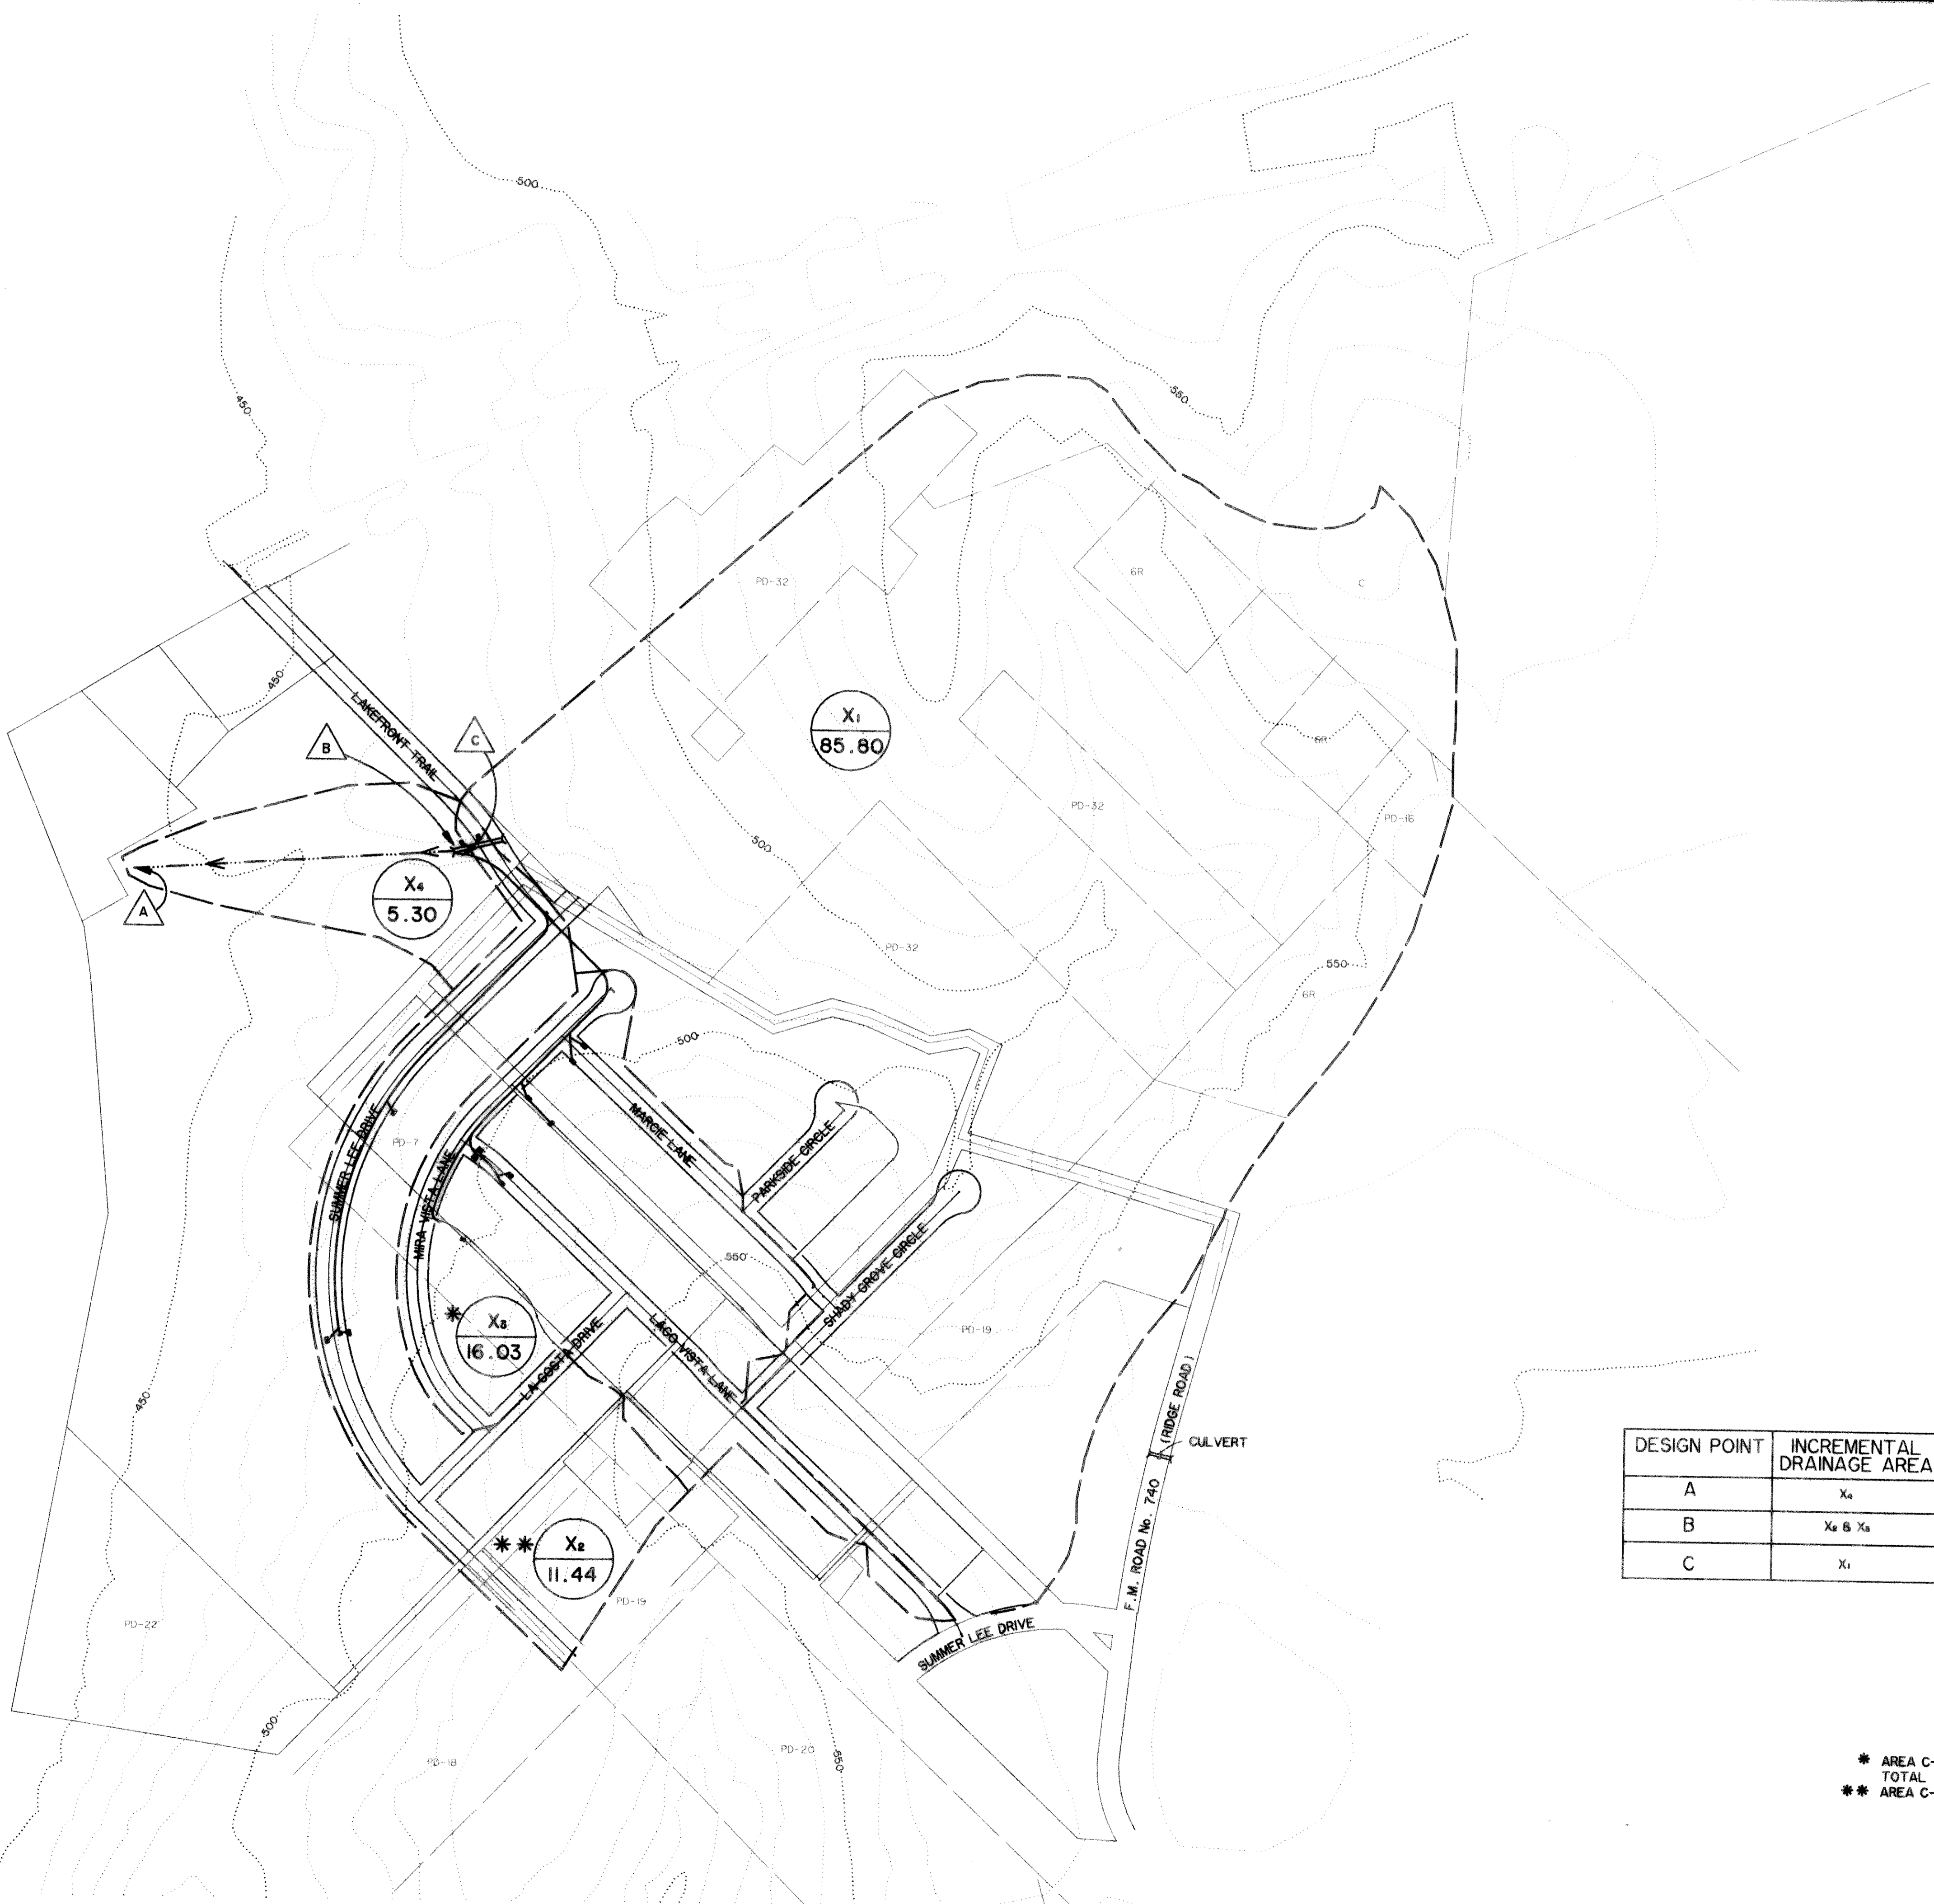 500
550
450
PD-32
6R
C
450
LAKEFRONT TRAIL
B
C
X₁
85.80
6R
PD-32
PD-16
500
X₄
5.30
A
PD-32
550
6R
500
MARCIE LANE
PARKSIDE CIRCLE
SUMMER LEE DRIVE
PD-7
MIRA VISTA LANE
550
SHADY GROVE CIRCLE
* X₃
16.03
LA COSTA DRIVE
LAGO VISTA LANE
PD-19
F.M. ROAD No. 740 (RIDGE ROAD)
CULVERT
450
** X₂
11.44
PD-19
PD-22
SUMMER LEE DRIVE
500
PD-18
PD-20
550
DESIGN POINT INCREMENTAL
DRAINAGE AREA
A X₄
B X₂ & X₃
C X₁
* AREA C-
TOTAL
** AREA C-